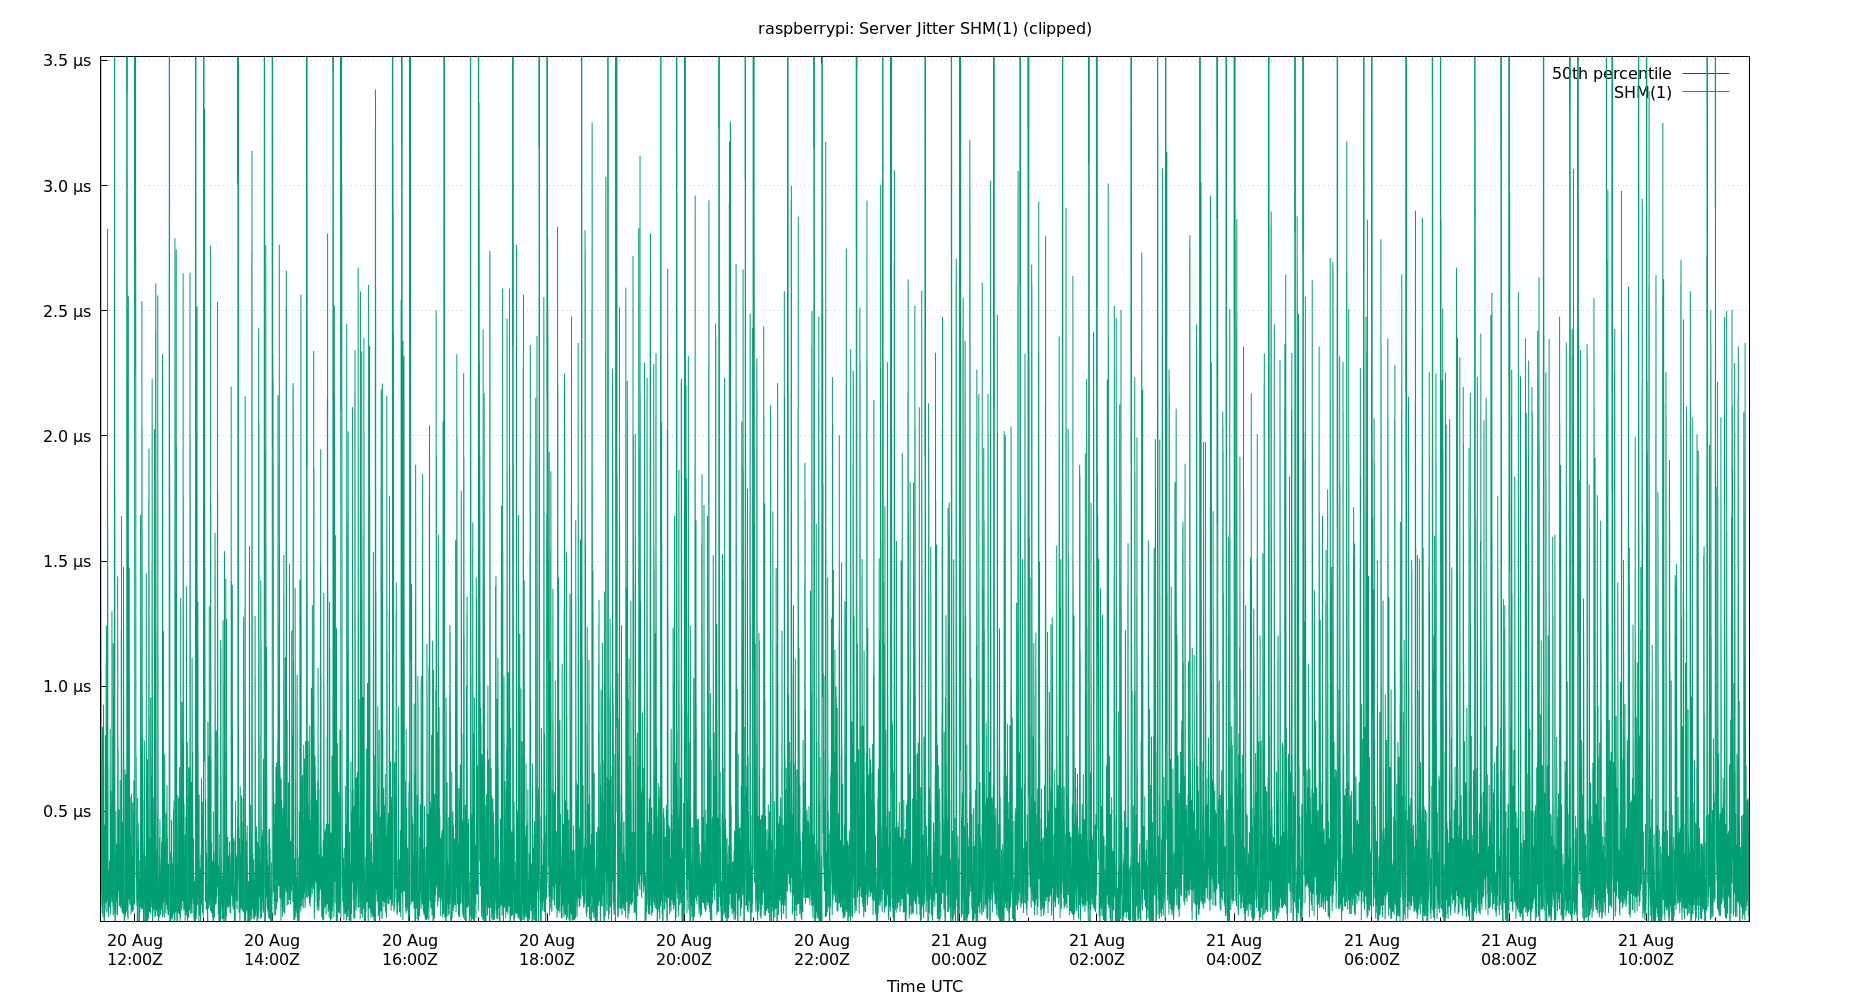 raspberrypi: Server Jitter SHM(1) (clipped)
3.5 μs
3.0 μs
2.5 μs
2.0 μs
1.5 μs
1.0 μs
0.5 μs
50th percentile
SHM(1)
20 Aug 12:00Z
20 Aug 14:00Z
20 Aug 16:00Z
20 Aug 18:00Z
20 Aug 20:00Z
20 Aug 22:00Z
21 Aug 00:00Z
21 Aug 02:00Z
21 Aug 04:00Z
21 Aug 06:00Z
21 Aug 08:00Z
21 Aug 10:00Z
Time UTC